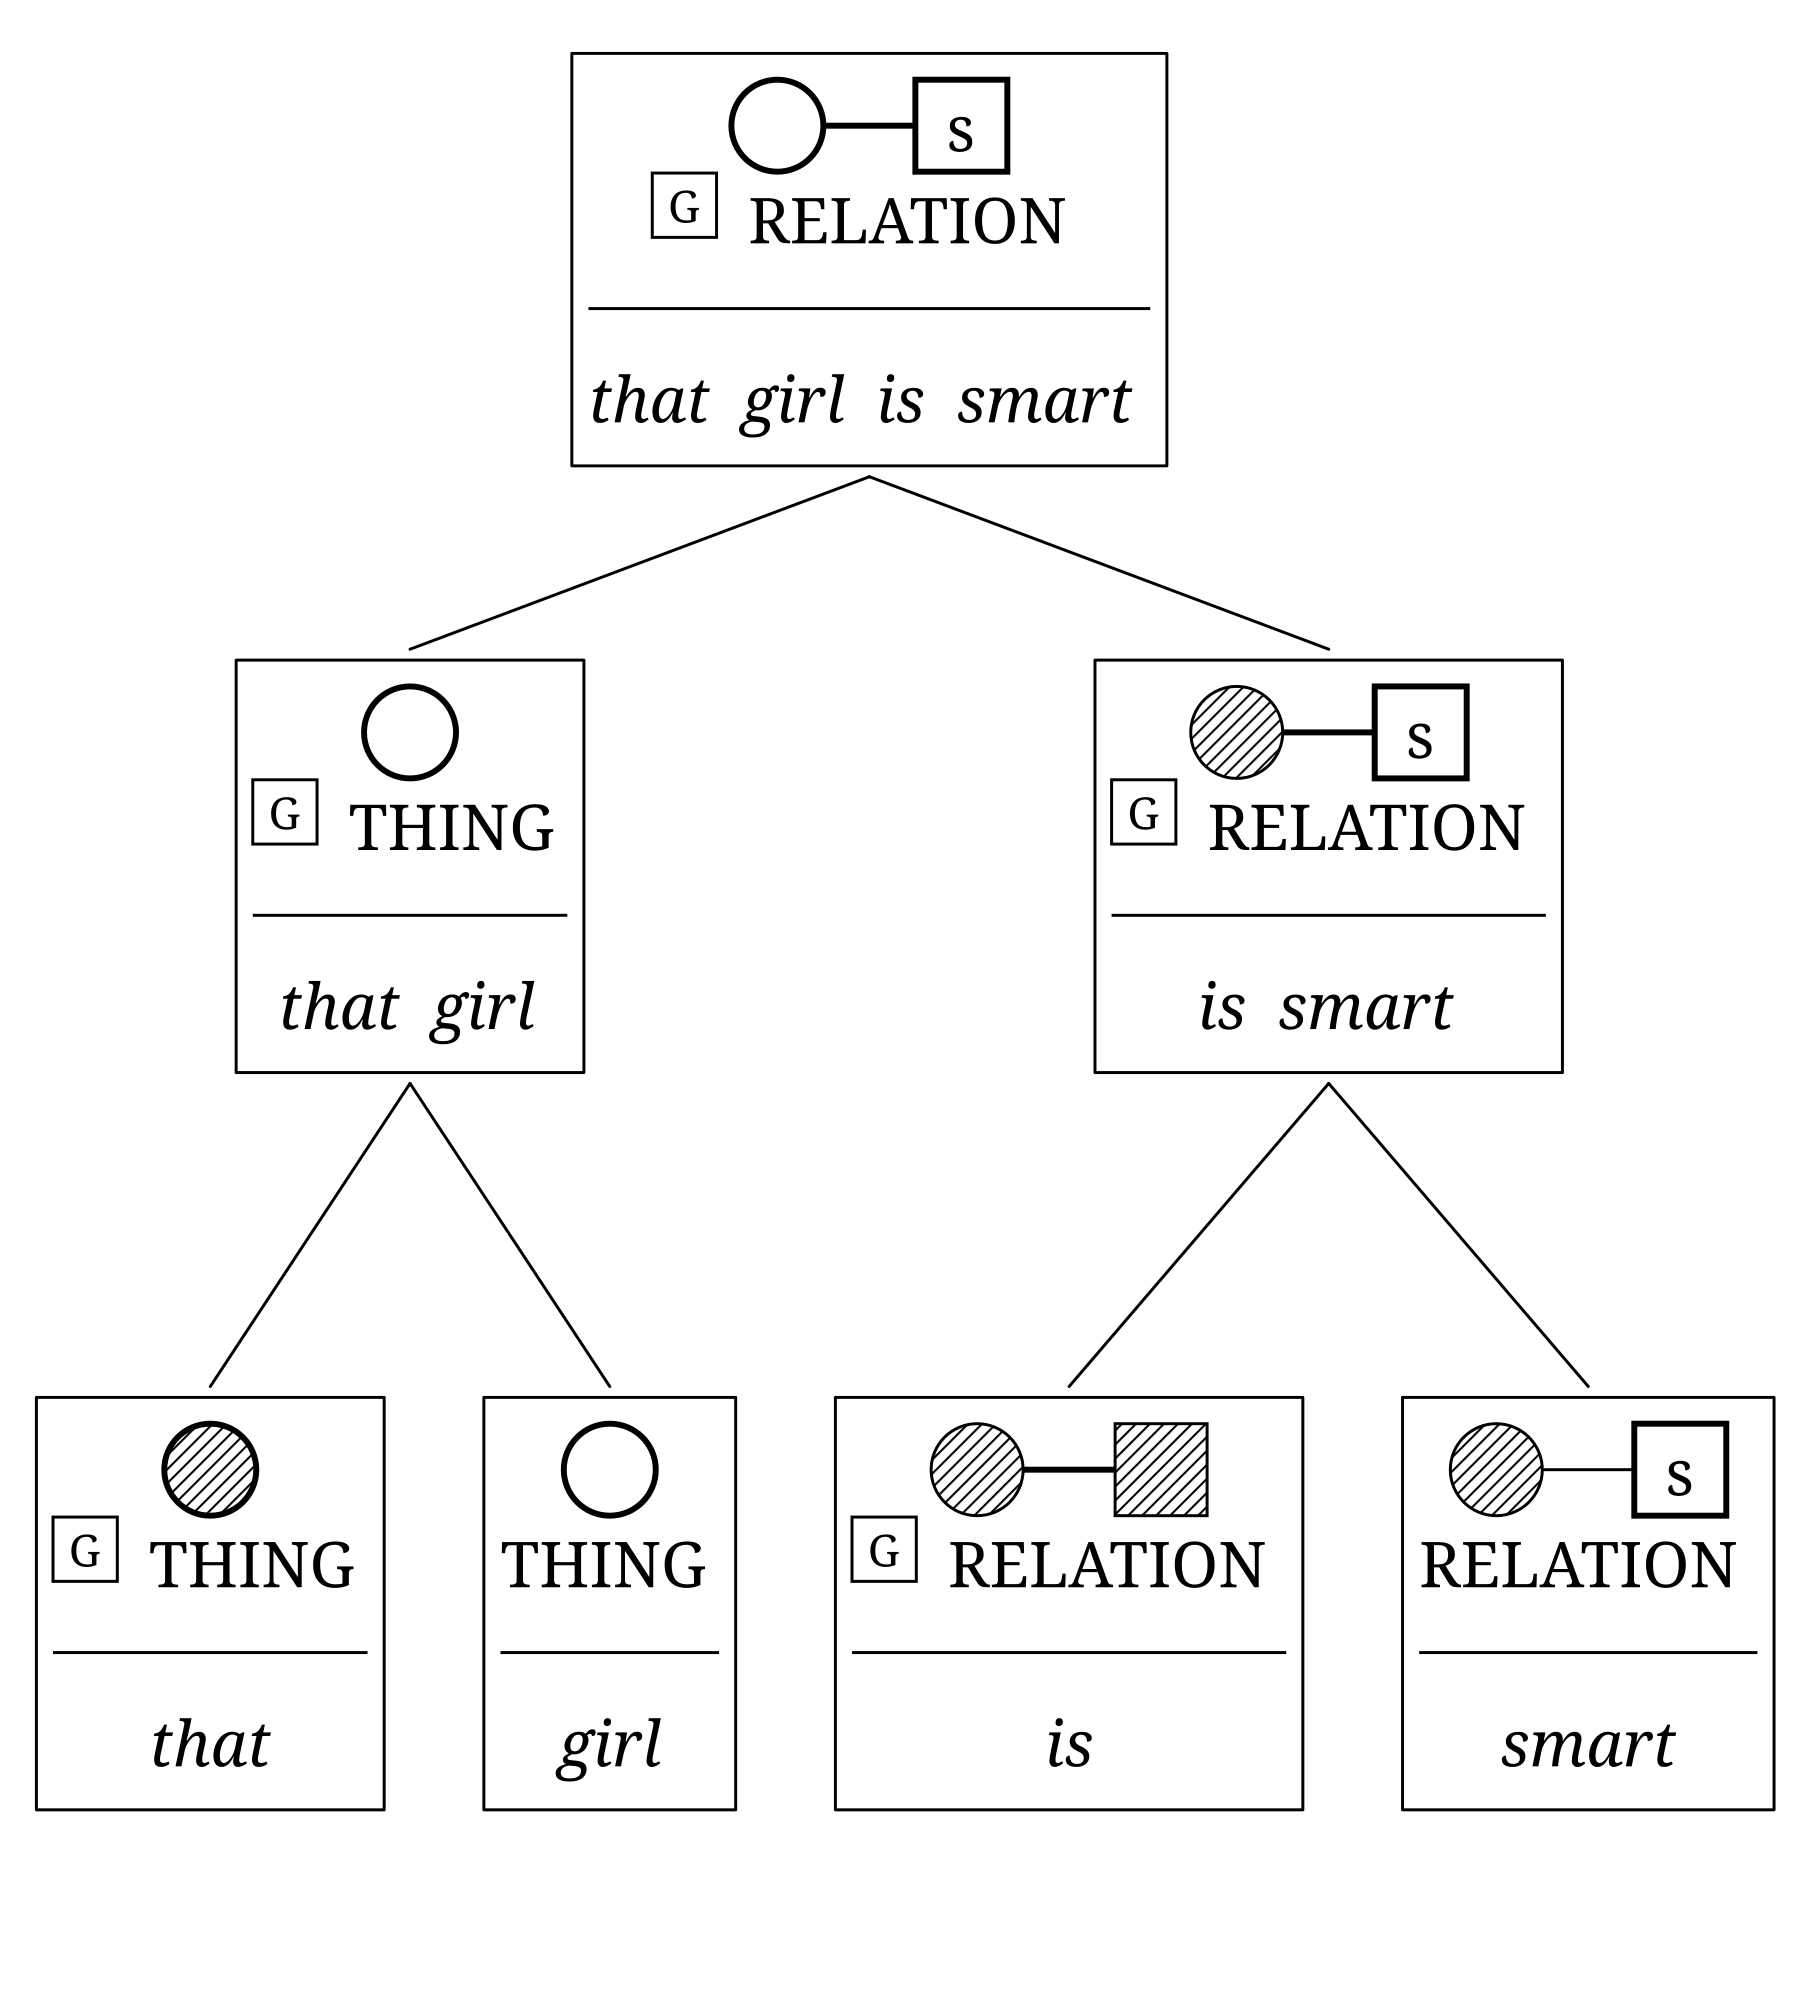 s
G RELATION
that girl is smart
G THING
that girl
s
G RELATION
is smart
G THING
that
THING
girl
G RELATION
is
s
RELATION
smart